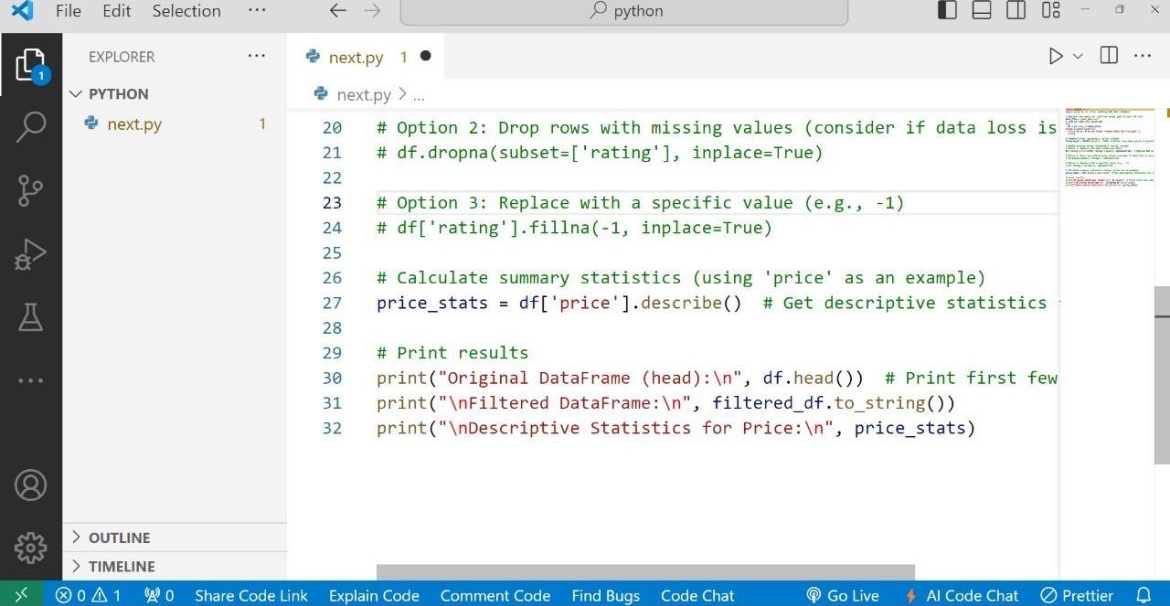 File Edit Selection ··· python
EXPLORER ···
next.py 1
PYTHON
next.py > ...
next.py 1
20 # Option 2: Drop rows with missing values (consider if data loss is
21 # df.dropna(subset=['rating'], inplace=True)
22
23 # Option 3: Replace with a specific value (e.g., -1)
24 # df['rating'].fillna(-1, inplace=True)
25
26 # Calculate summary statistics (using 'price' as an example)
27 price_stats = df['price'].describe()  # Get descriptive statistics
28
29 # Print results
30 print("Original DataFrame (head):\n", df.head())  # Print first few
31 print("\nFiltered DataFrame:\n", filtered_df.to_string())
32 print("\nDescriptive Statistics for Price:\n", price_stats)
1
OUTLINE
TIMELINE
0 1 0 Share Code Link Explain Code Comment Code Find Bugs Code Chat Go Live AI Code Chat Prettier